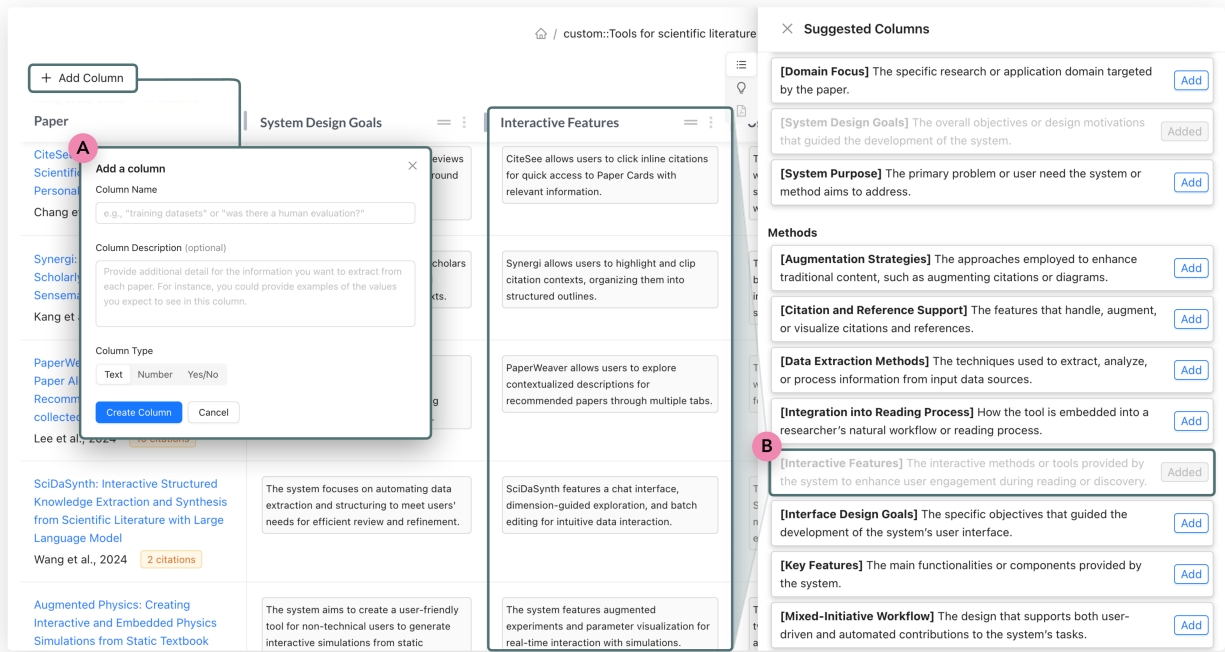 / custom::Tools for scientific literature
+ Add Column
Paper
System Design Goals
Interactive Features
A
Add a column
Column Name
e.g., "training datasets" or "was there a human evaluation?"
Column Description (optional)
Provide additional detail for the information you want to extract from
each paper. For instance, you could provide examples of the values
you expect to see in this column.
Column Type
Text Number Yes/No
Create Column Cancel
Scientific
Chang et
CiteSee allows users to click inline citations
for quick access to Paper Cards with
relevant information.
Synergi:
Kang et
Synergi allows users to highlight and clip
citation contexts, organizing them into
structured outlines.
Paper
Lee et al., 2024
PaperWeaver allows users to explore
contextualized descriptions for
recommended papers through multiple tabs.
SciDaSynth: Interactive Structured
Knowledge Extraction and Synthesis
from Scientific Literature with Large
Language Model
Wang et al., 2024 2 citations
The system focuses on automating data
extraction and structuring to meet users'
needs for efficient review and refinement.
SciDaSynth features a chat interface,
dimension-guided exploration, and batch
editing for intuitive data interaction.
Augmented Physics: Creating
Interactive and Embedded Physics
Simulations from Static Textbook
The system aims to create a user-friendly
tool for non-technical users to generate
interactive simulations from static
The system features augmented
experiments and parameter visualization for
real-time interaction with simulations.
Suggested Columns
[Domain Focus] The specific research or application domain targeted
by the paper.
Add
[System Design Goals] The overall objectives or design motivations
that guided the development of the system.
Added
[System Purpose] The primary problem or user need the system or
method aims to address.
Add
Methods
[Augmentation Strategies] The approaches employed to enhance
traditional content, such as augmenting citations or diagrams.
Add
[Citation and Reference Support] The features that handle, augment,
or visualize citations and references.
Add
[Data Extraction Methods] The techniques used to extract, analyze,
or process information from input data sources.
Add
[Integration into Reading Process] How the tool is embedded into a
researcher's natural workflow or reading process.
Add
B
[Interactive Features] The interactive methods or tools provided by
the system to enhance user engagement during reading or discovery.
Added
[Interface Design Goals] The specific objectives that guided the
development of the system's user interface.
Add
[Key Features] The main functionalities or components provided by
the system.
Add
[Mixed-Initiative Workflow] The design that supports both user-
driven and automated contributions to the system's tasks.
Add